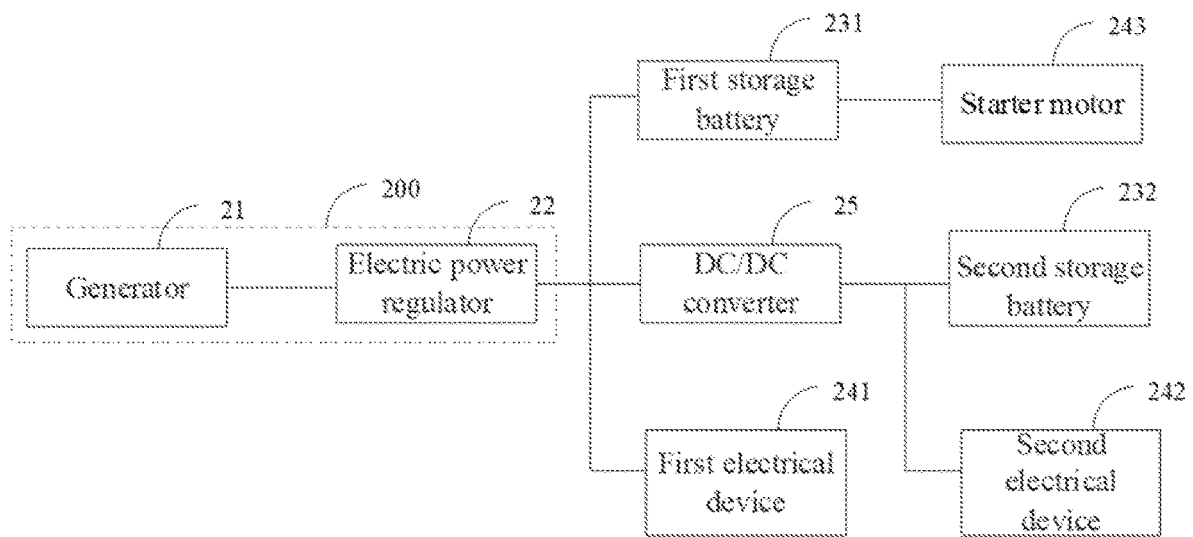 231
First storage
battery
243
Starter motor
200
21
Generator
22
Electric power
regulator
25
DC/DC
converter
232
Second storage
battery
241
First electrical
device
242
Second
electrical
device